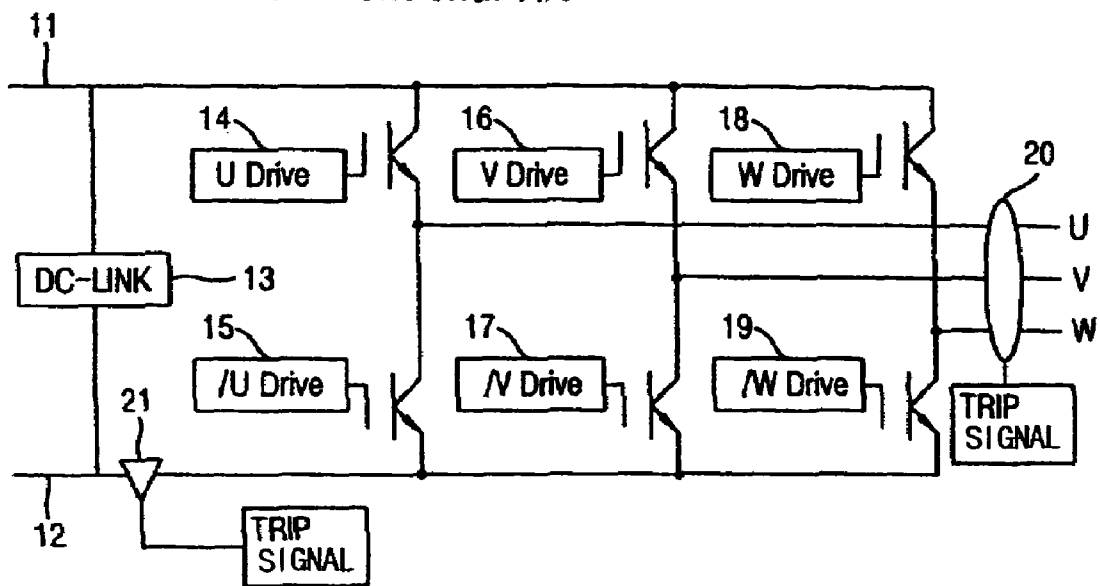 11
14
U Drive
16
V Drive
18
W Drive
20
U
V
W
DC-LINK
13
15
/U Drive
17
/V Drive
19
/W Drive
21
TRIP
SIGNAL
12
TRIP
SIGNAL